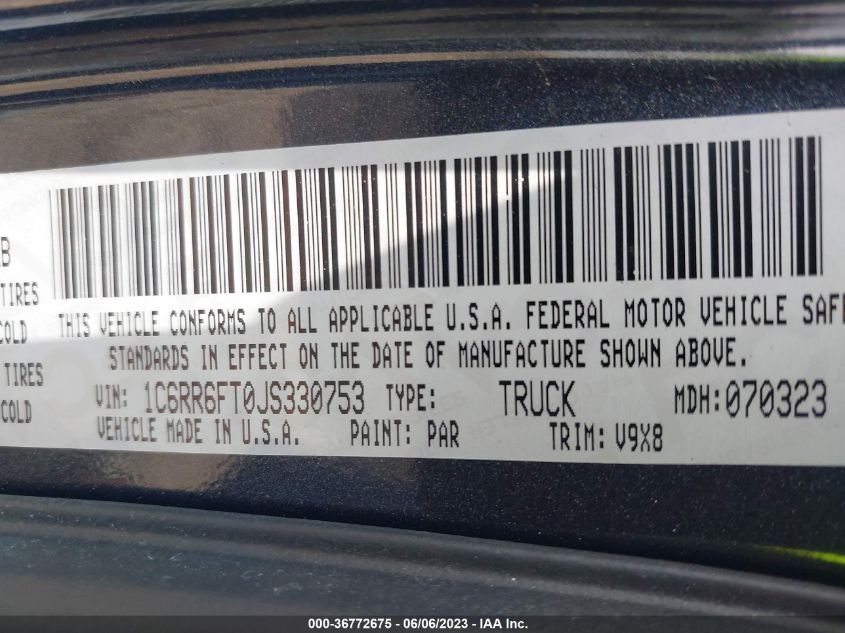 B
TIRES
COLD
THIS VEHICLE CONFORMS TO ALL APPLICABLE U.S.A. FEDERAL MOTOR VEHICLE SAFE
STANDARDS IN EFFECT ON THE DATE OF MANUFACTURE SHOWN ABOVE.
TIRES
COLD
VIN: 1C6RR6FT0JS330753 TYPE: TRUCK MDH:070323
VEHICLE MADE IN U.S.A. PAINT: PAR TRIM: V9X8
000-36772675 - 06/06/2023 - IAA Inc.